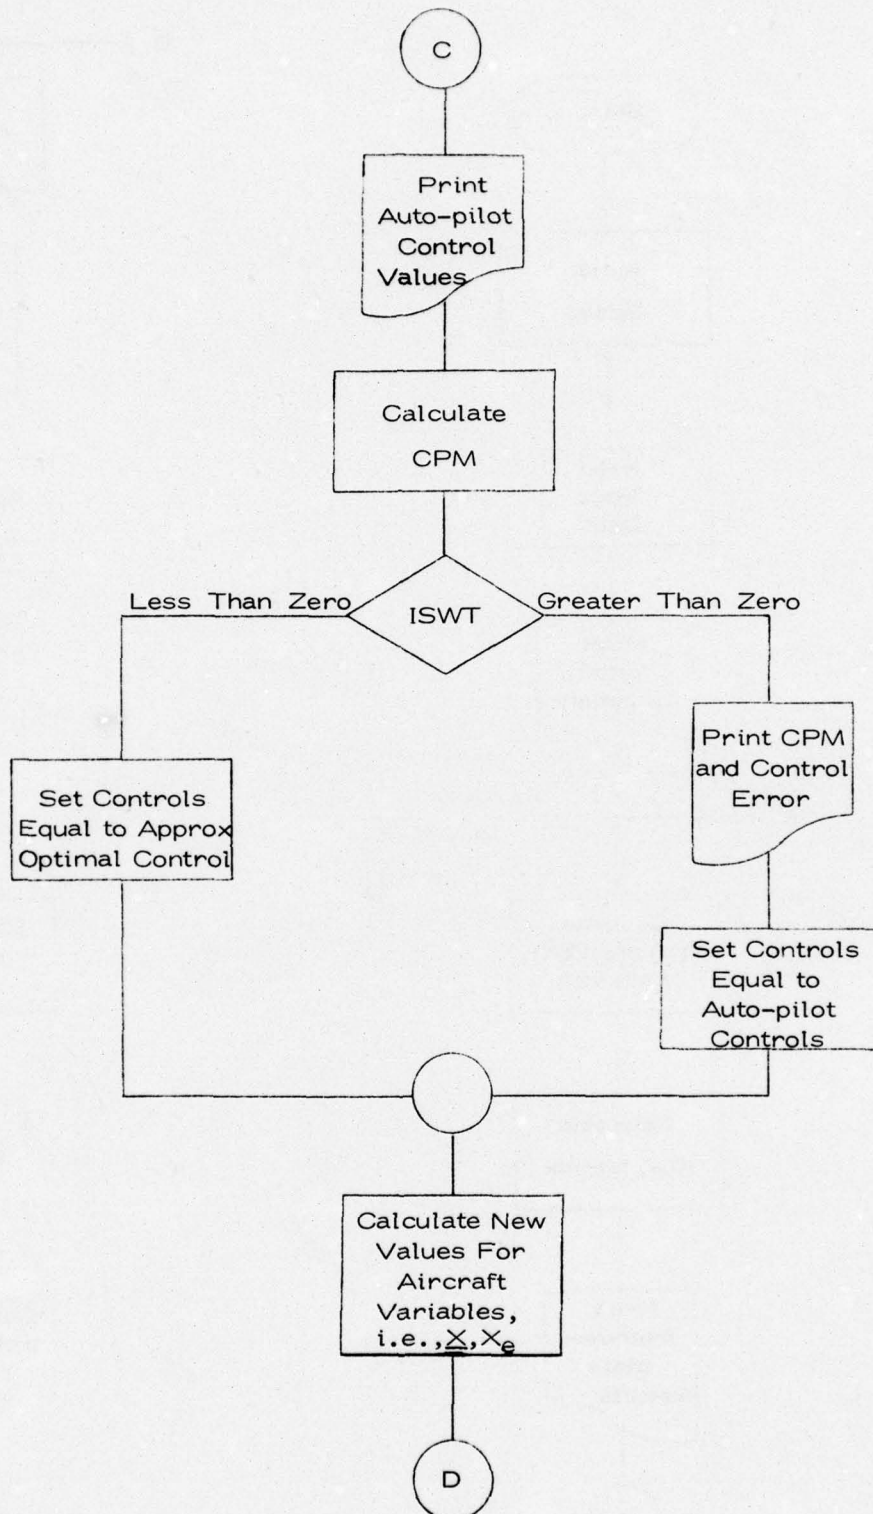 C
Print
Auto-pilot
Control
Values
Calculate
CPM
Less Than Zero
ISWT
Greater Than Zero
Print CPM
and Control
Error
Set Controls
Equal to Approx
Optimal Control
Set Controls
Equal to
Auto-pilot
Controls
Calculate New
Values For
Aircraft
Variables,
i.e., X, Xe
D